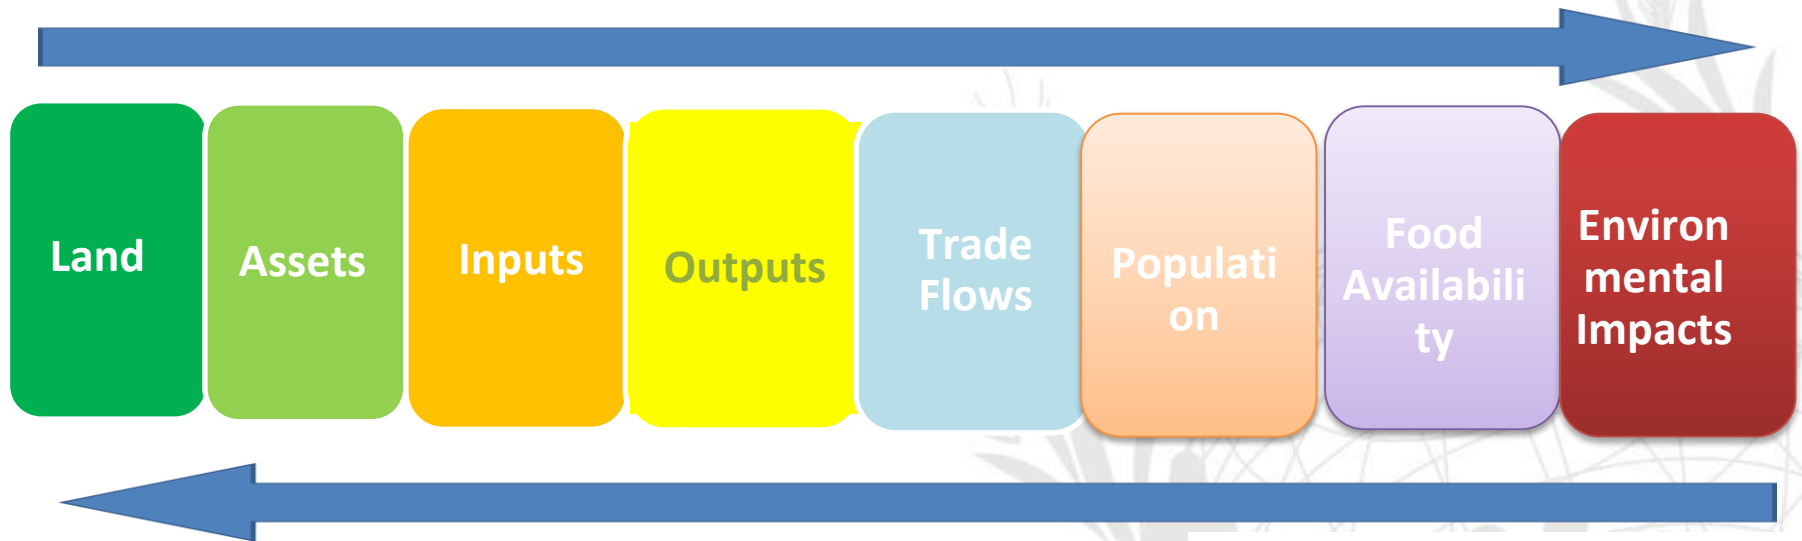 Land
Assets
Inputs
Outputs
Trade
Flows
Populati
on
Food
Availabili
ty
Environ
mental
Impacts